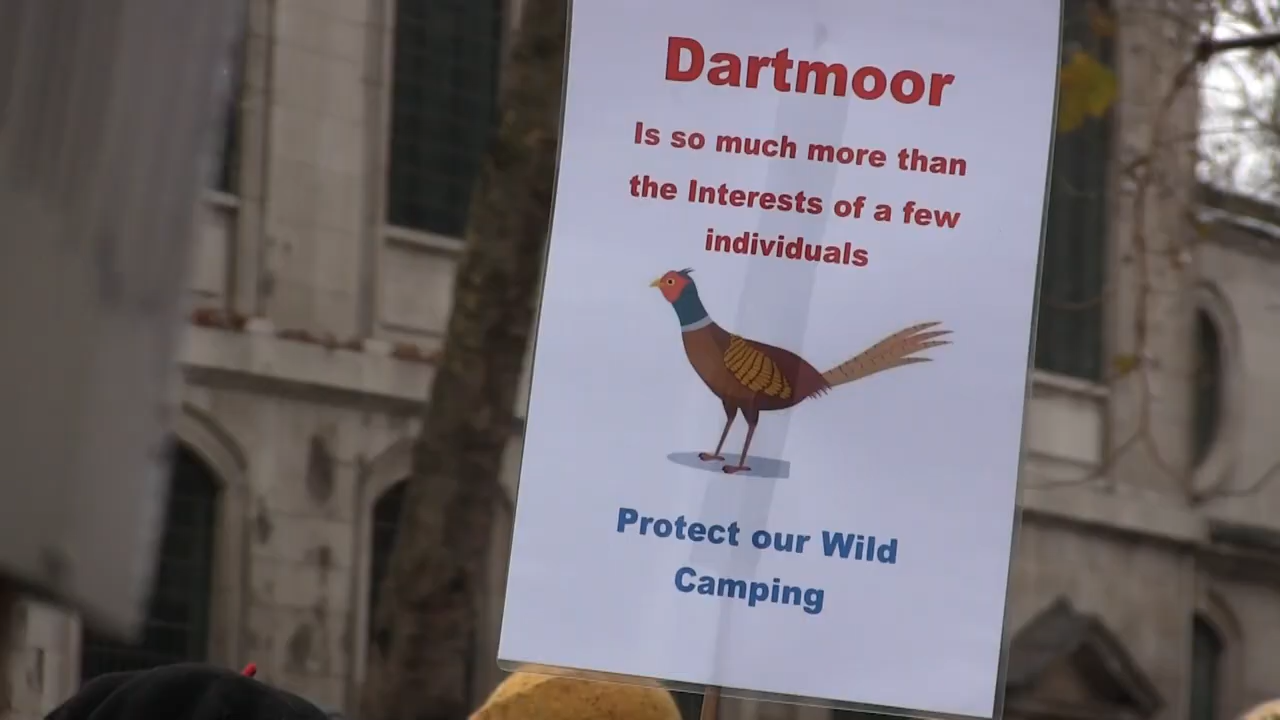 Dartmoor
Is so much more than
the Interests of a few
individuals
Protect our Wild
Camping